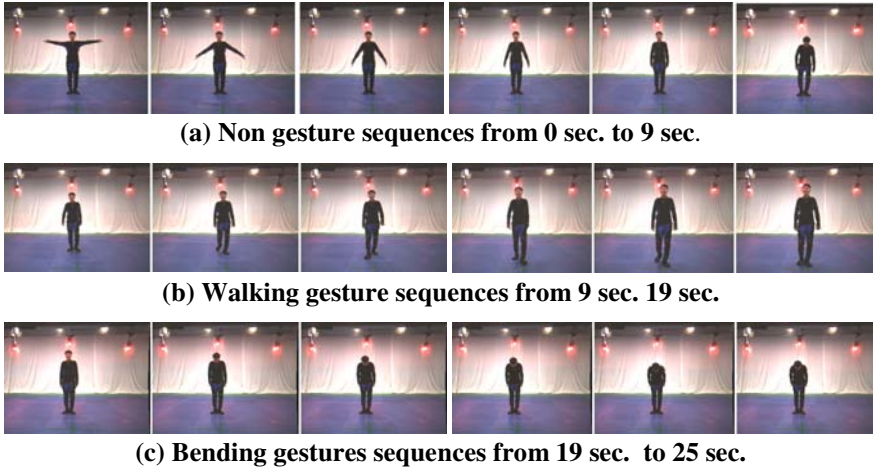 (a) Non gesture sequences from 0 sec. to 9 sec.
(b) Walking gesture sequences from 9 sec. 19 sec.
(c) Bending gestures sequences from 19 sec.  to 25 sec.